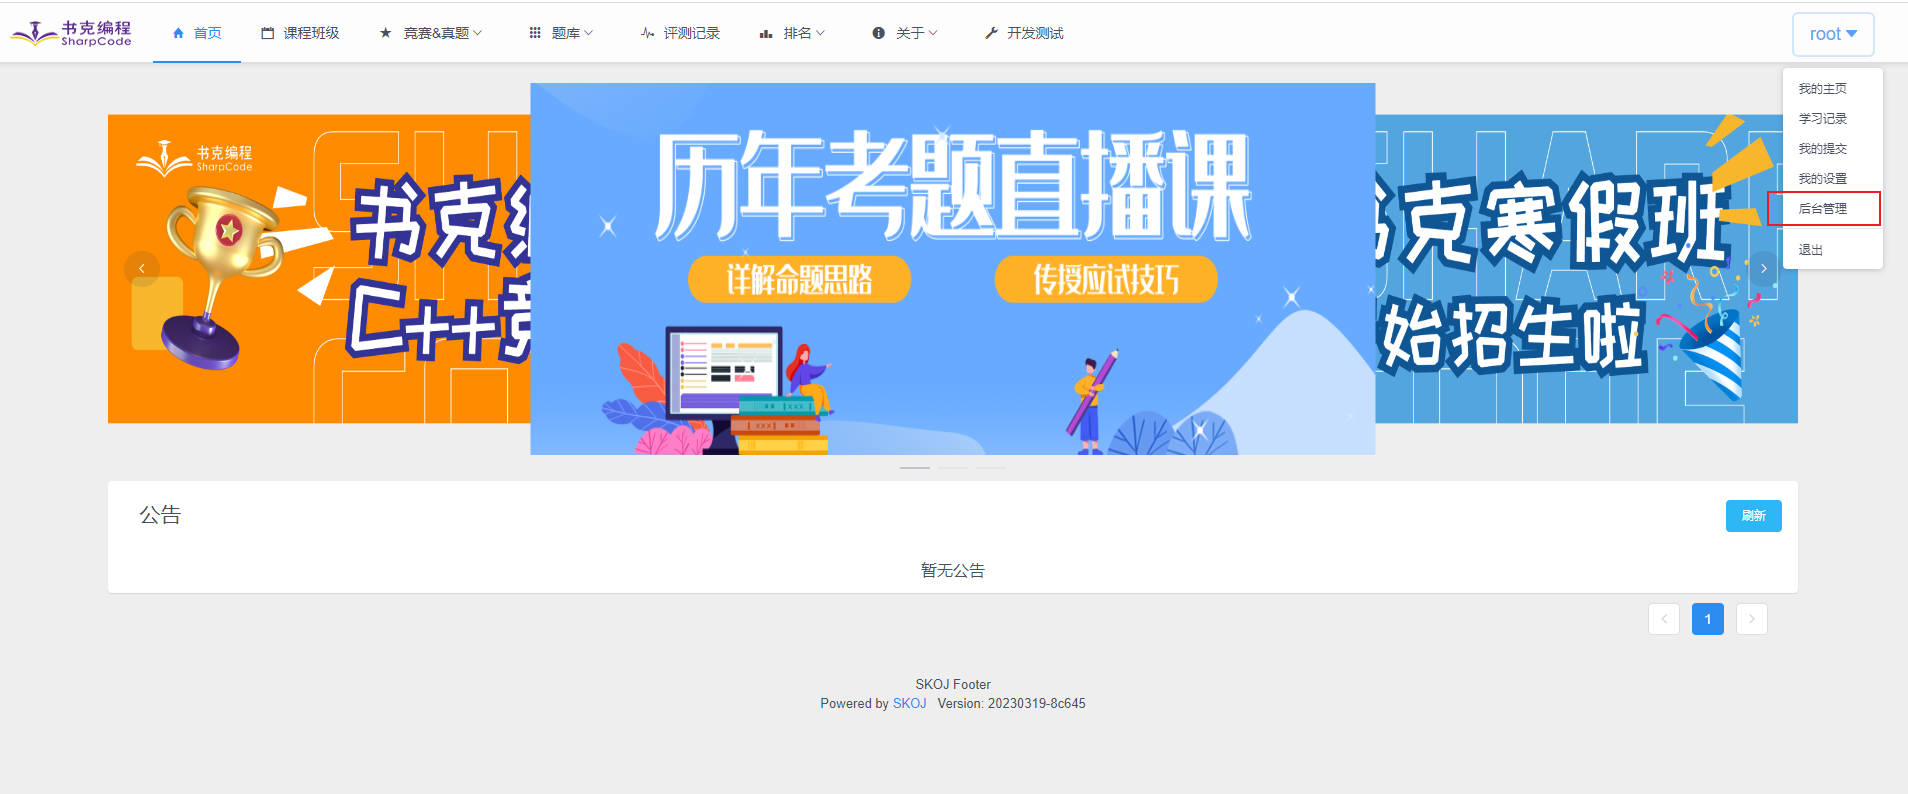 书克编程
SharpCode
首页
课程班级
竞赛&真题
题库
评测记录
排名
关于
开发测试
root
我的主页
学习记录
我的提交
我的设置
后台管理
退出
书克编程
SharpCode
书克
C++竞
历年考题直播课
详解命题思路
传授应试技巧
克寒假班
始招生啦
公告
刷新
暂无公告
1
SKOJ Footer
Powered by SKOJ Version: 20230319-8c645